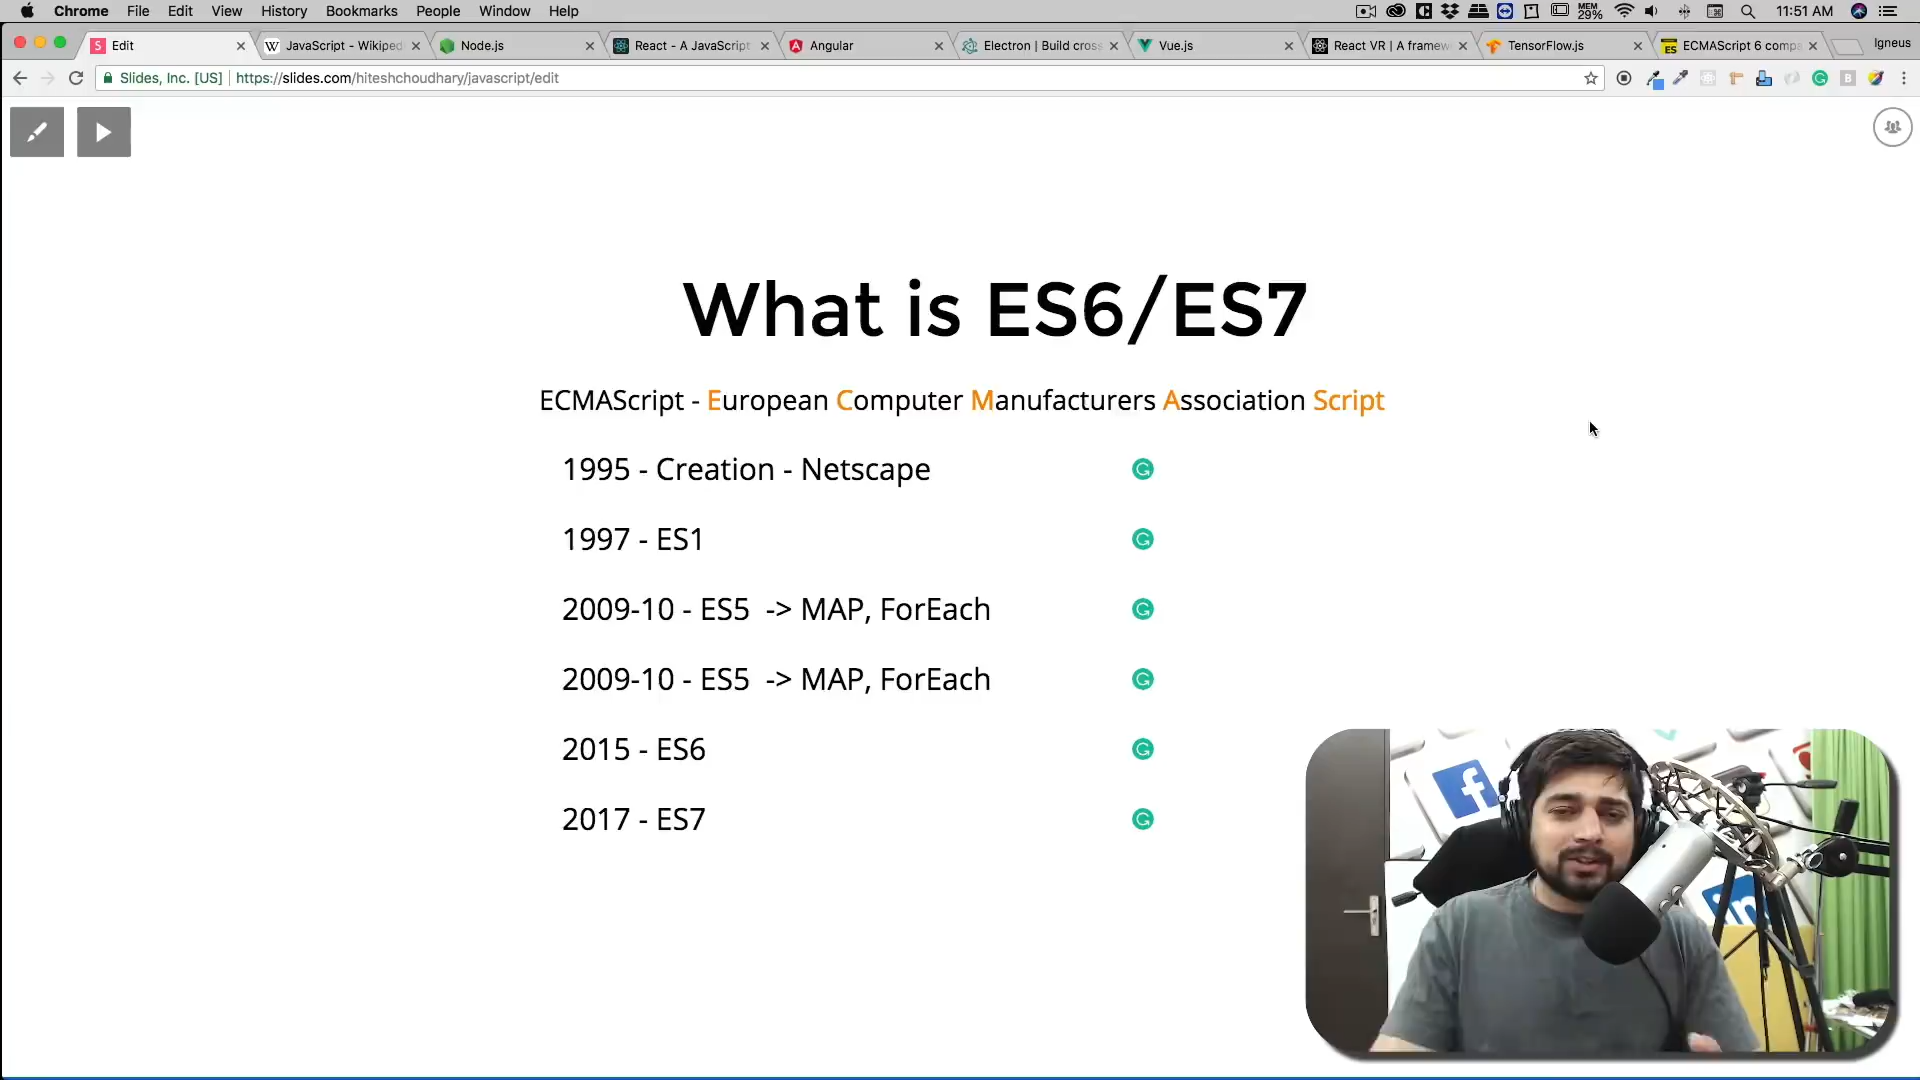 Chrome File Edit View History Bookmarks People Window Help MEM 29% 11:51 AM
Edit JavaScript - Wikiped Node.js React - A JavaScript Angular Electron | Build cross Vue.js React VR | A framew TensorFlow.js ECMAScript 6 compa Igneus
Slides, Inc. [US] https://slides.com/hiteshchoudhary/javascript/edit
What is ES6/ES7
ECMAScript - European Computer Manufacturers Association Script
1995 - Creation - Netscape
1997 - ES1
2009-10 - ES5 -> MAP, ForEach
2009-10 - ES5 -> MAP, ForEach
2015 - ES6
2017 - ES7